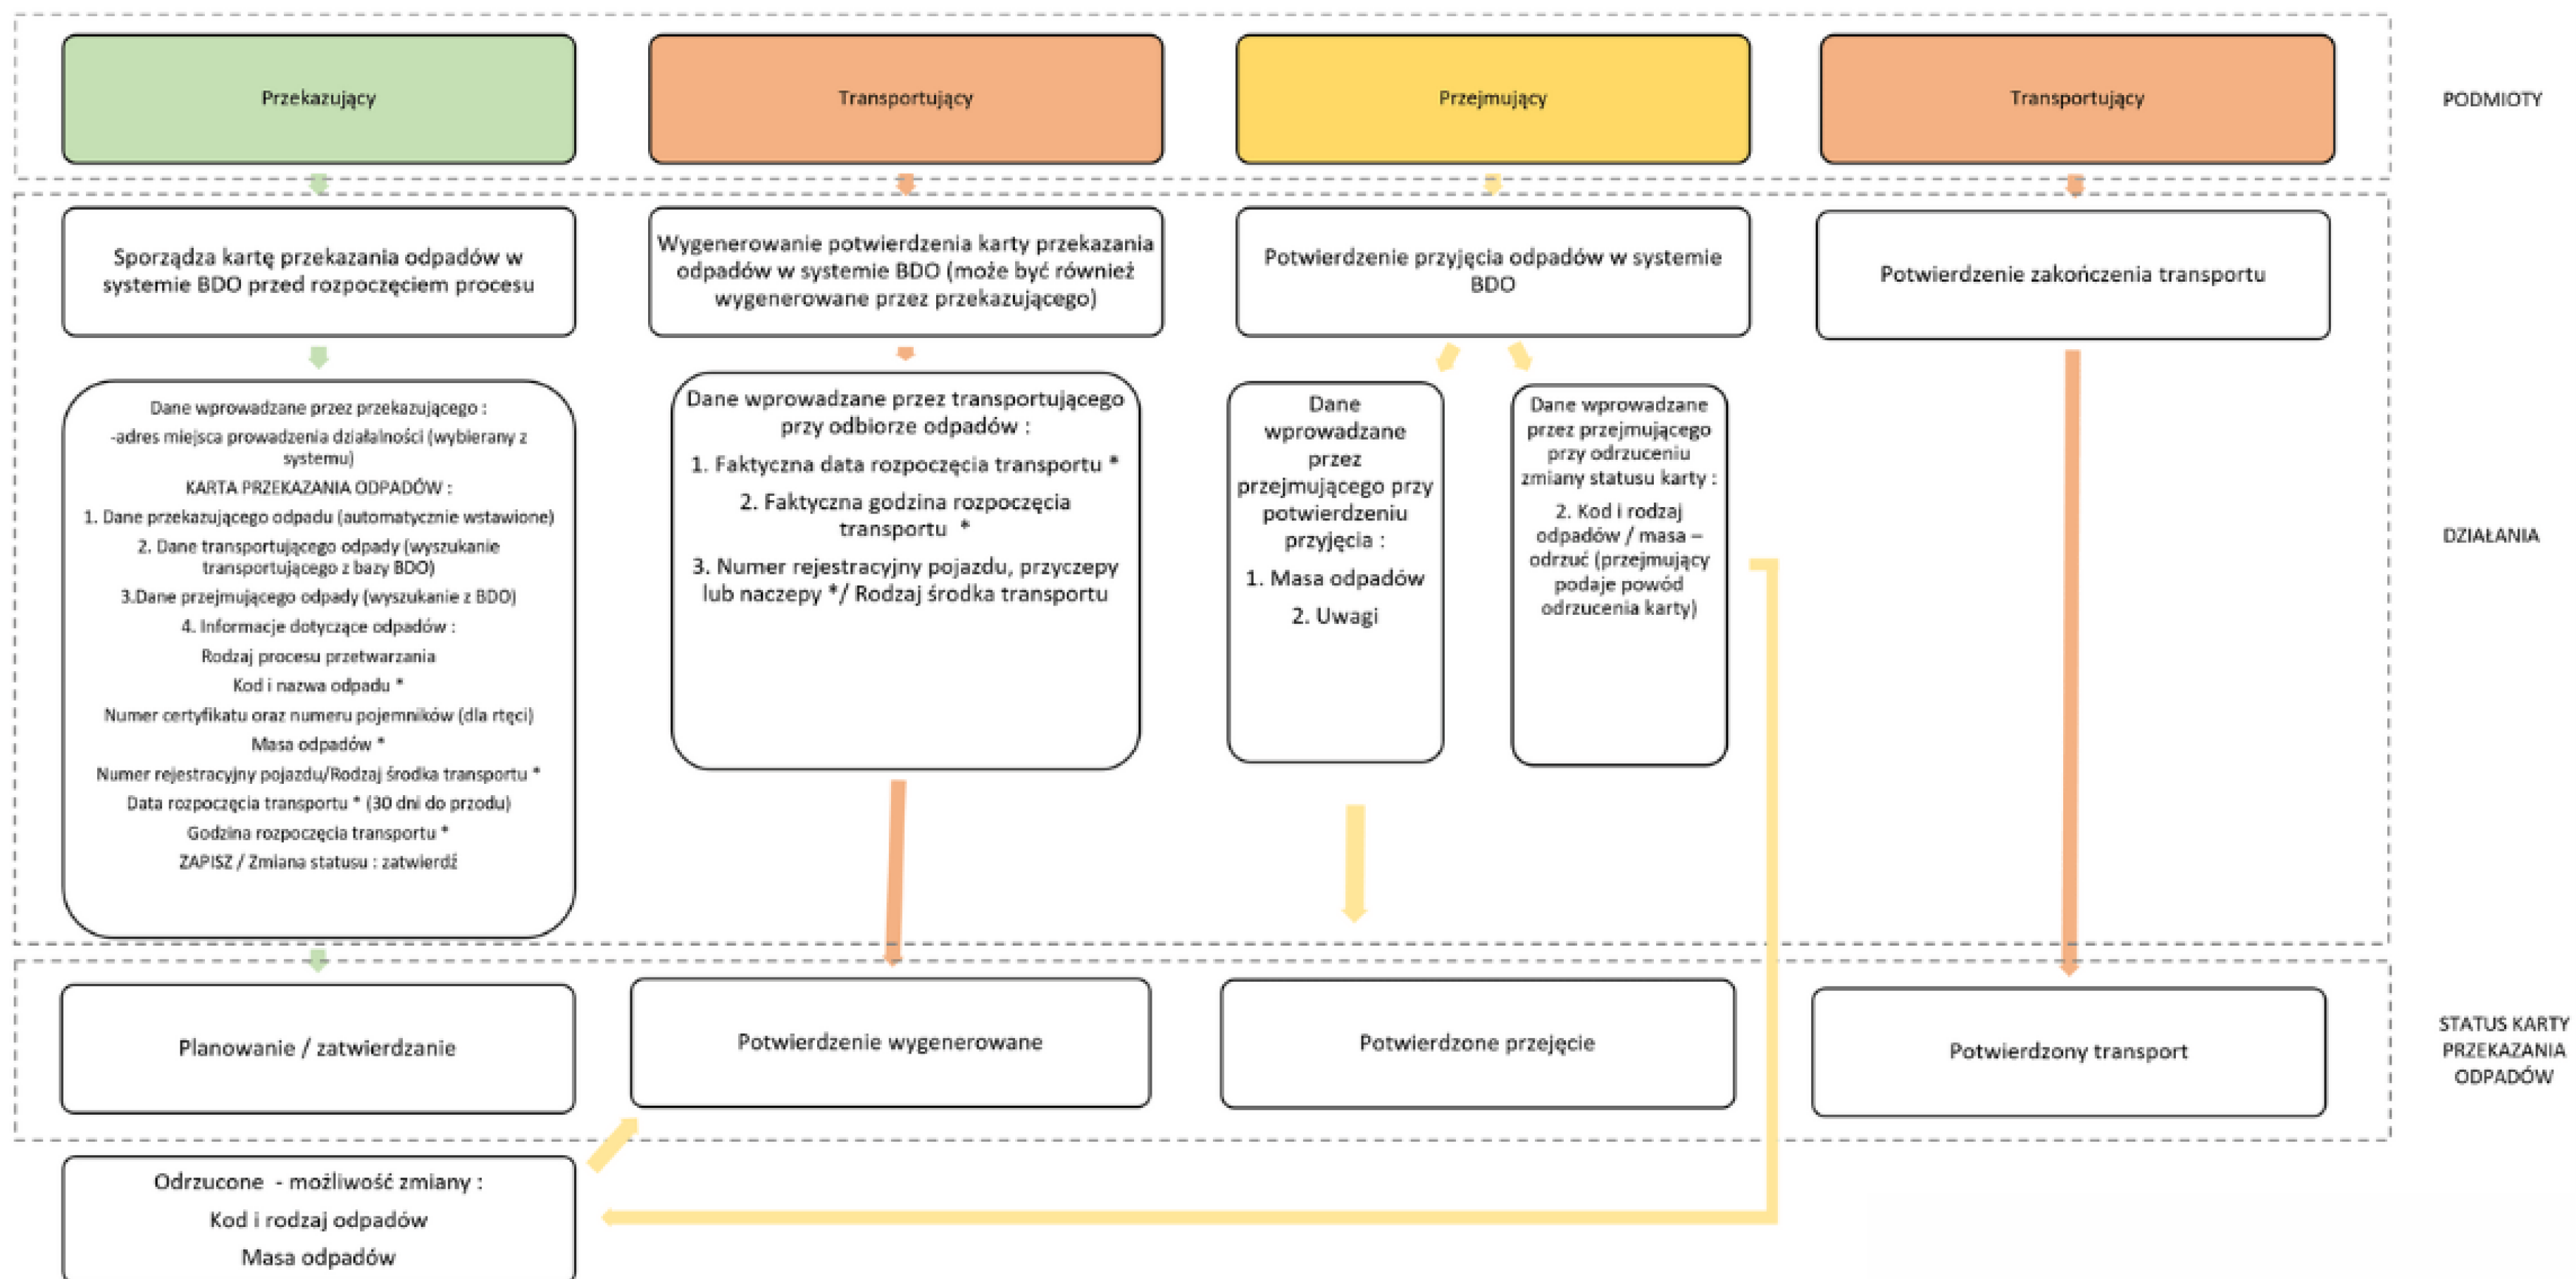 Przekazujący
Transportujący
Przejmujący
Transportujący
PODMIOTY
Sporządza kartę przekazania odpadów w
systemie BDO przed rozpoczęciem procesu
Wygenerowanie potwierdzenia karty przekazania
odpadów w systemie BDO (może być również
wygenerowane przez przekazującego)
Potwierdzenie przyjęcia odpadów w systemie
BDO
Potwierdzenie zakończenia transportu
Dane wprowadzane przez przekazującego :
-adres miejsca prowadzenia działalności (wybierany z
systemu)
KARTA PRZEKAZANIA ODPADÓW :
1. Dane przekazującego odpadu (automatycznie wstawione)
2. Dane transportującego odpady (wyszukanie
transportującego z bazy BDO)
3.Dane przejmującego odpady (wyszukanie z BDO)
4. Informacje dotyczące odpadów :
Rodzaj procesu przetwarzania
Kod i nazwa odpadu *
Numer certyfikatu oraz numeru pojemników (dla rtęci)
Masa odpadów *
Numer rejestracyjny pojazdu/Rodzaj środka transportu *
Data rozpoczęcia transportu * (30 dni do przodu)
Godzina rozpoczęcia transportu *
ZAPISZ / Zmiana statusu : zatwierdź
Dane wprowadzane przez transportującego
przy odbiorze odpadów :
1. Faktyczna data rozpoczęcia transportu *
2. Faktyczna godzina rozpoczęcia
transportu *
3. Numer rejestracyjny pojazdu, przyczepy
lub naczepy */ Rodzaj środka transportu
Dane
wprowadzane
przez
przejmującego przy
potwierdzeniu
przyjęcia :
1. Masa odpadów
2. Uwagi
Dane wprowadzane
przez przejmującego
przy odrzuceniu
zmiany statusu karty :
2. Kod i rodzaj
odpadów / masa –
odrzuć (przejmujący
podaje powód
odrzucenia karty)
DZIAŁANIA
Planowanie / zatwierdzanie
Potwierdzenie wygenerowane
Potwierdzone przejęcie
Potwierdzony transport
STATUS KARTY
PRZEKAZANIA
ODPADÓW
Odrzucone - możliwość zmiany :
Kod i rodzaj odpadów
Masa odpadów